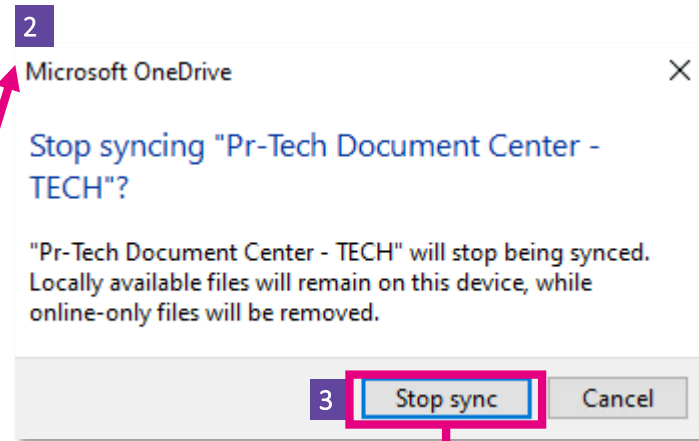 2
Microsoft OneDrive
Stop syncing "Pr-Tech Document Center -
TECH"?
"Pr-Tech Document Center - TECH" will stop being synced.
Locally available files will remain on this device, while
online-only files will be removed.
3 Stop sync Cancel